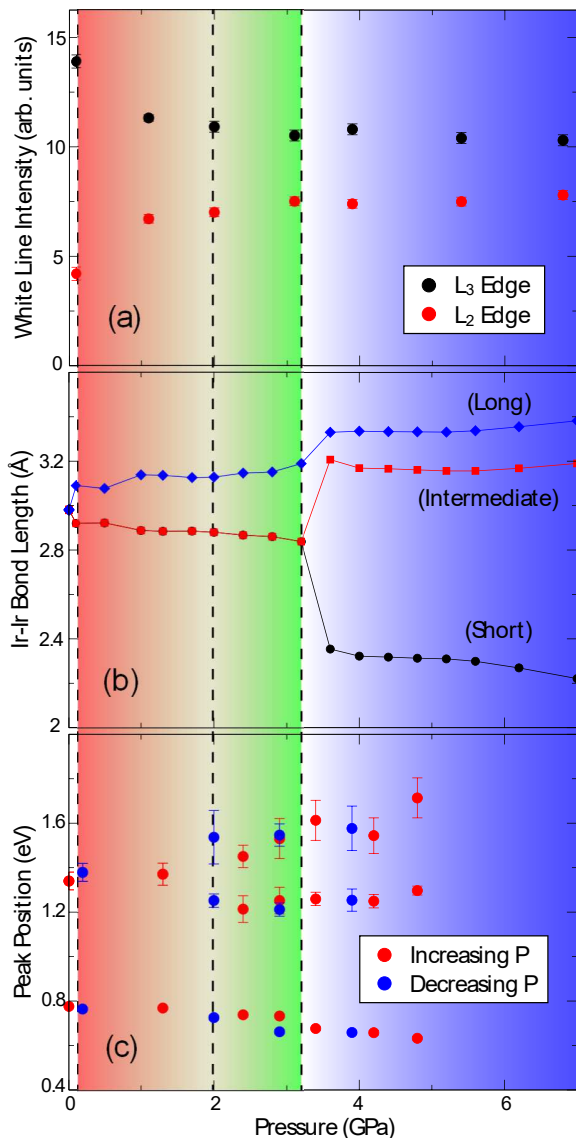 15
10
5
0
White Line Intensity (arb. units)
(a)
L₃ Edge
L₂ Edge
3.2
2.8
2.4
2
Ir-Ir Bond Length (Å)
(Long)
(Intermediate)
(Short)
(b)
1.6
1.2
0.8
0.4
Peak Position (eV)
Increasing P
Decreasing P
(c)
0 2 4 6
Pressure (GPa)